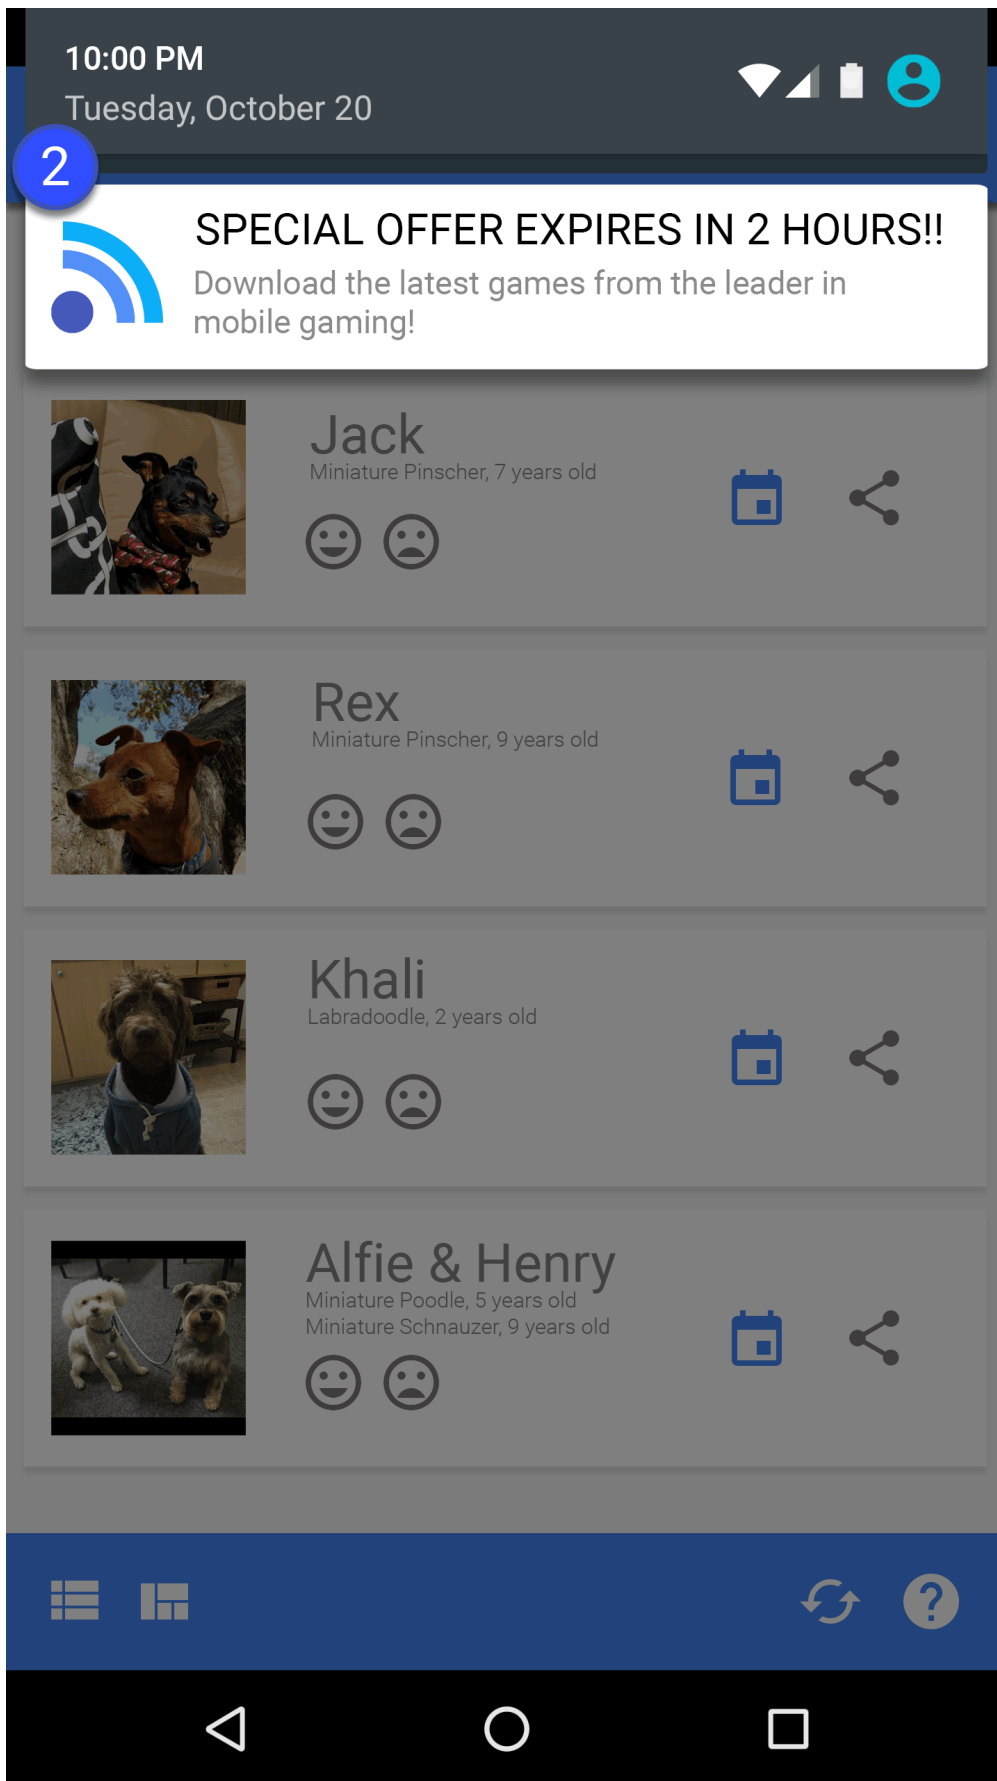 10:00 PM
Tuesday, October 20
2
SPECIAL OFFER EXPIRES IN 2 HOURS!!
Download the latest games from the leader in
mobile gaming!
Jack
Miniature Pinscher, 7 years old
Rex
Miniature Pinscher, 9 years old
Khali
Labradoodle, 2 years old
Alfie & Henry
Miniature Poodle, 5 years old
Miniature Schnauzer, 9 years old
?